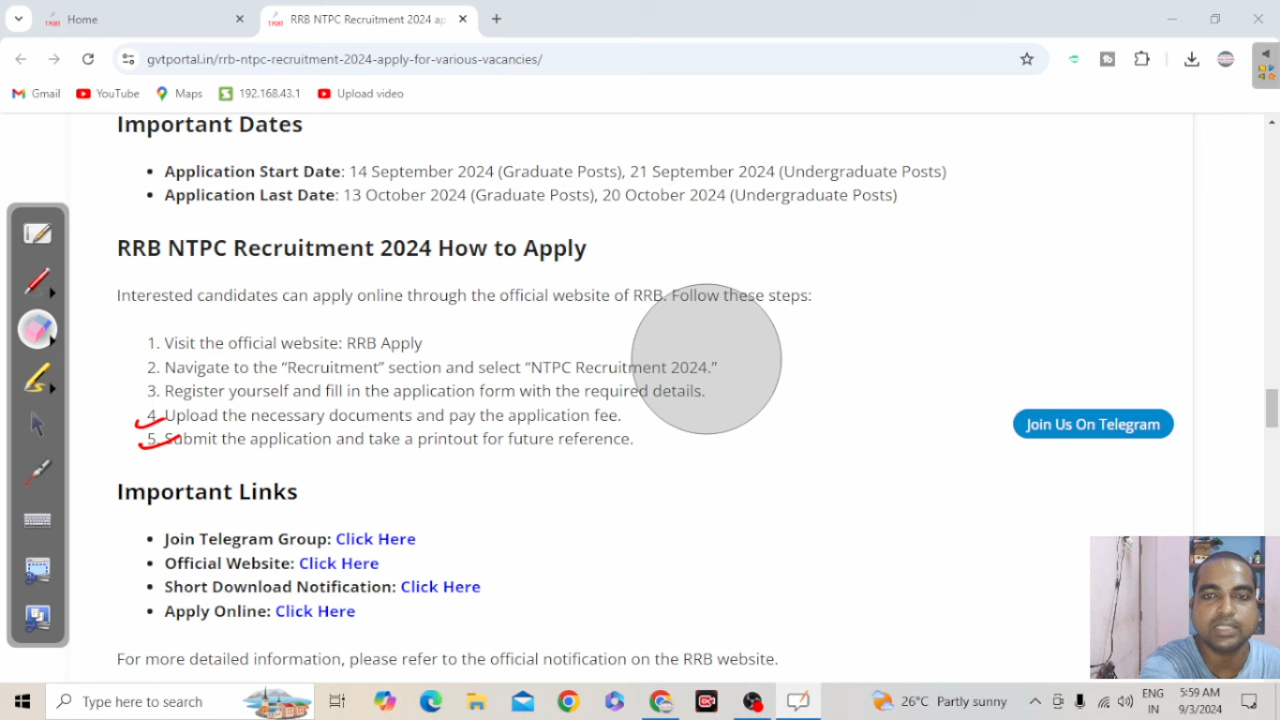 Home
RRB NTPC Recruitment 2024 ap
gvtportal.in/rrb-ntpc-recruitment-2024-apply-for-various-vacancies/
Gmail
YouTube
Maps
192.168.43.1
Upload video
Important Dates
• Application Start Date: 14 September 2024 (Graduate Posts), 21 September 2024 (Undergraduate Posts)
• Application Last Date: 13 October 2024 (Graduate Posts), 20 October 2024 (Undergraduate Posts)
RRB NTPC Recruitment 2024 How to Apply
Interested candidates can apply online through the official website of RRB. Follow these steps:
1. Visit the official website: RRB Apply
2. Navigate to the “Recruitment” section and select “NTPC Recruitment 2024.”
3. Register yourself and fill in the application form with the required details.
4. Upload the necessary documents and pay the application fee.
5. Submit the application and take a printout for future reference.
Join Us On Telegram
Important Links
• Join Telegram Group: Click Here
• Official Website: Click Here
• Short Download Notification: Click Here
• Apply Online: Click Here
For more detailed information, please refer to the official notification on the RRB website.
Type here to search
26°C Partly sunny
ENG
IN
5:59 AM
9/3/2024